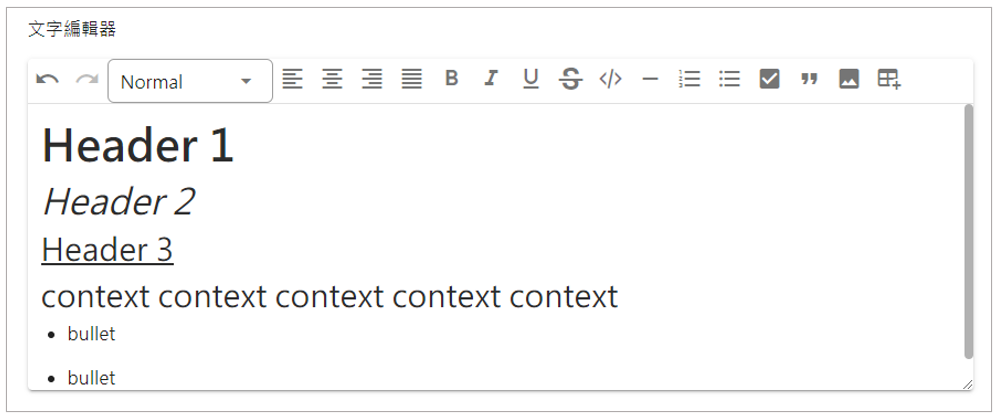 文字編輯器
Normal
Header 1
Header 2
Header 3
context context context context context
• bullet
• bullet